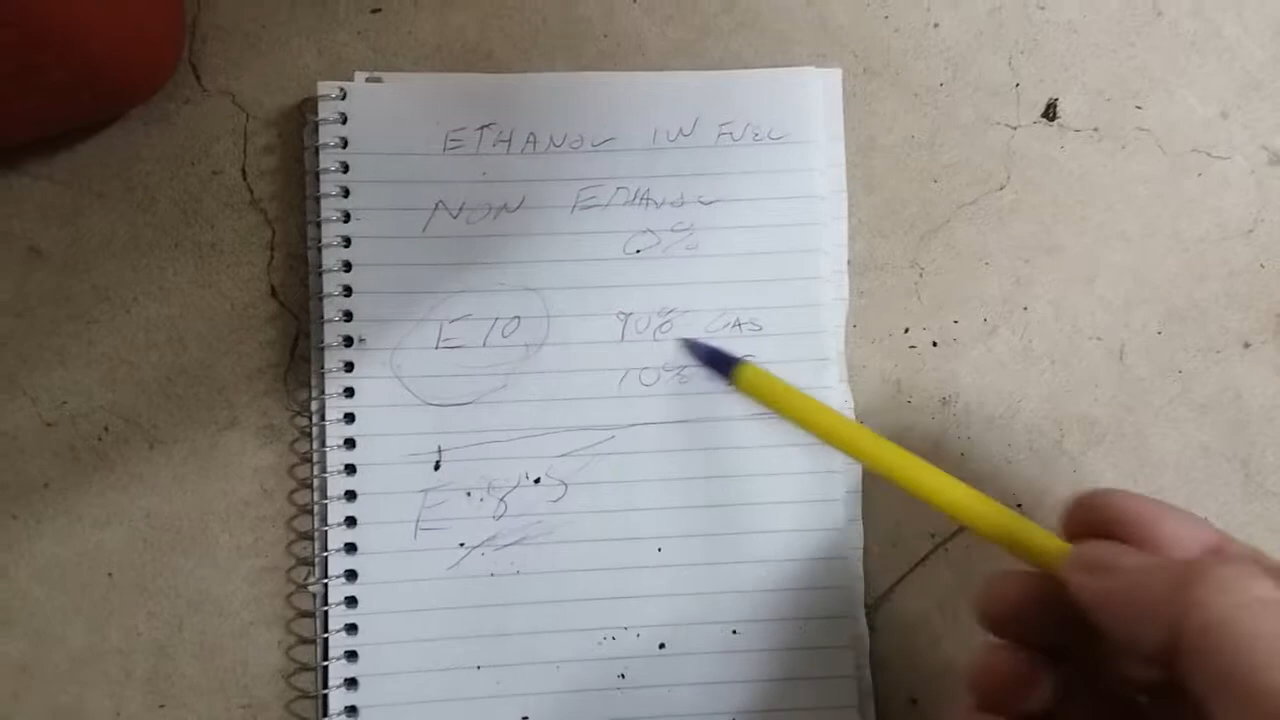 ETHANOL IN FUEL
NON ETHANOL
0%
E10 90% GAS
10%
E85